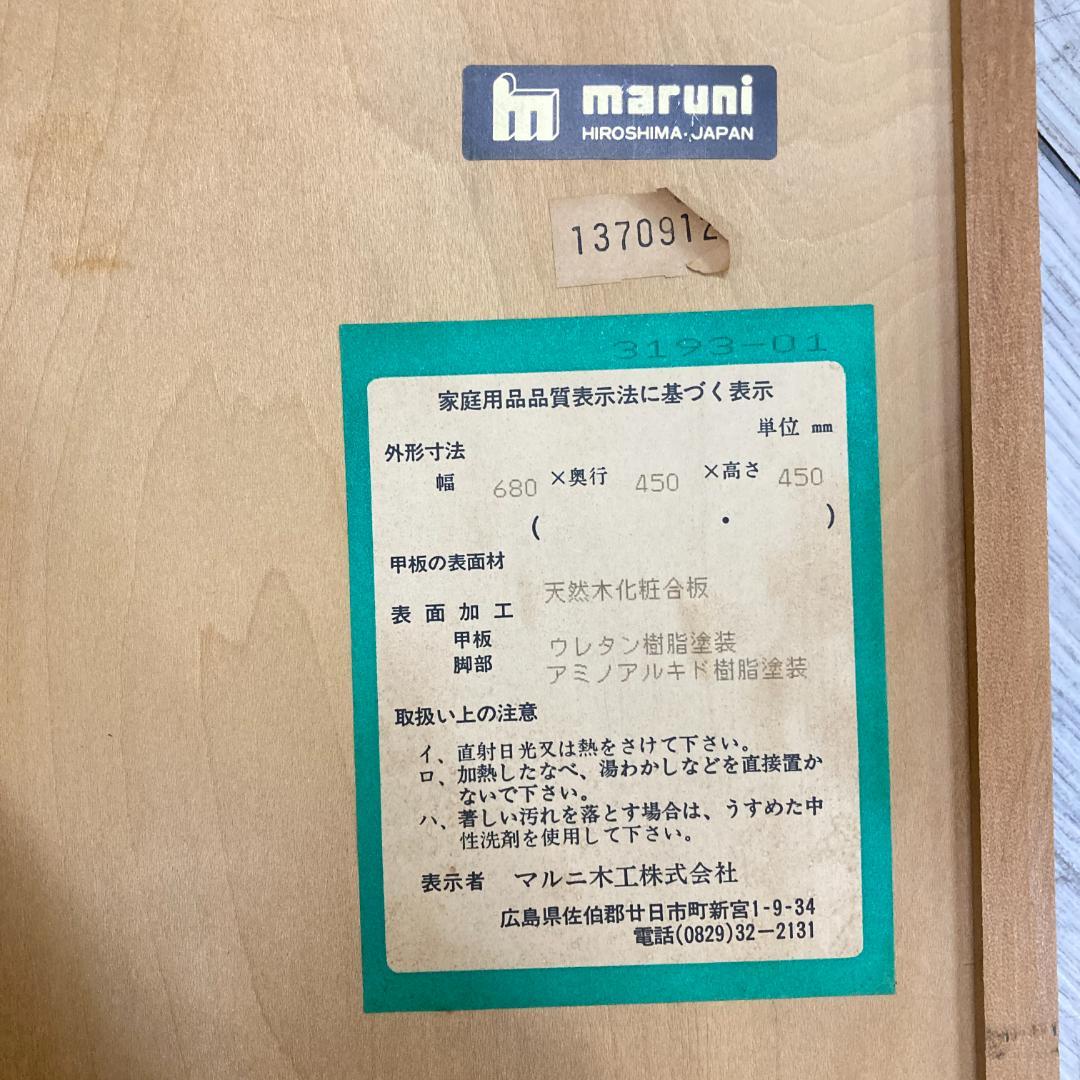 maruni
HIROSHIMA・JAPAN
1370912
3193-01
家庭用品品質表示法に基づく表示
単位 mm
外形寸法
幅 680 ×奥行 450 ×高さ 450
( ・ )
甲板の表面材
天然木化粧合板
表面加工
甲板 ウレタン樹脂塗装
脚部 アミノアルキド樹脂塗装
取扱い上の注意
イ、直射日光又は熱をさけて下さい。
ロ、加熱したなべ、湯わかしなどを直接置か
ないで下さい。
ハ、著しい汚れを落とす場合は、うすめた中
性洗剤を使用して下さい。
表示者 マルニ木工株式会社
広島県佐伯郡廿日市町新宮1-9-34
電話(0829)32-2131